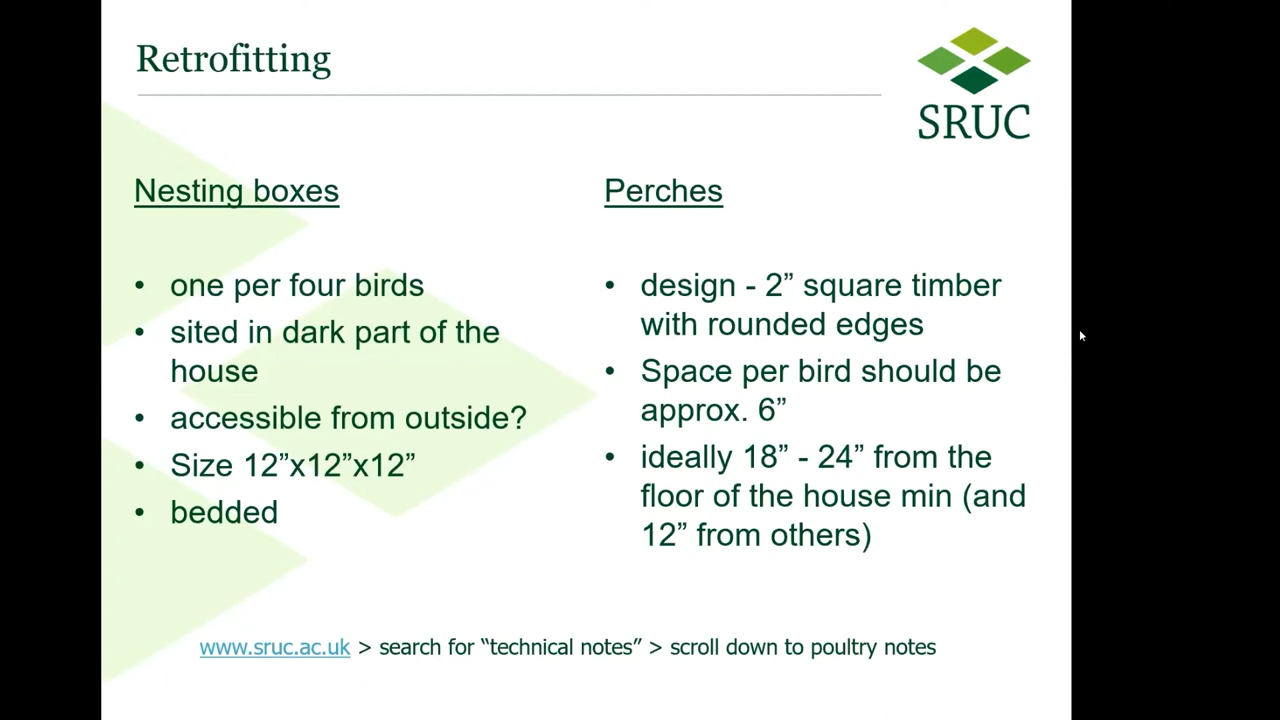 Retrofitting
SRUC
Nesting boxes
• one per four birds
• sited in dark part of the
house
• accessible from outside?
• Size 12”x12”x12”
• bedded
Perches
• design - 2” square timber
with rounded edges
• Space per bird should be
approx. 6”
• ideally 18” - 24” from the
floor of the house min (and
12” from others)
www.sruc.ac.uk > search for “technical notes” > scroll down to poultry notes